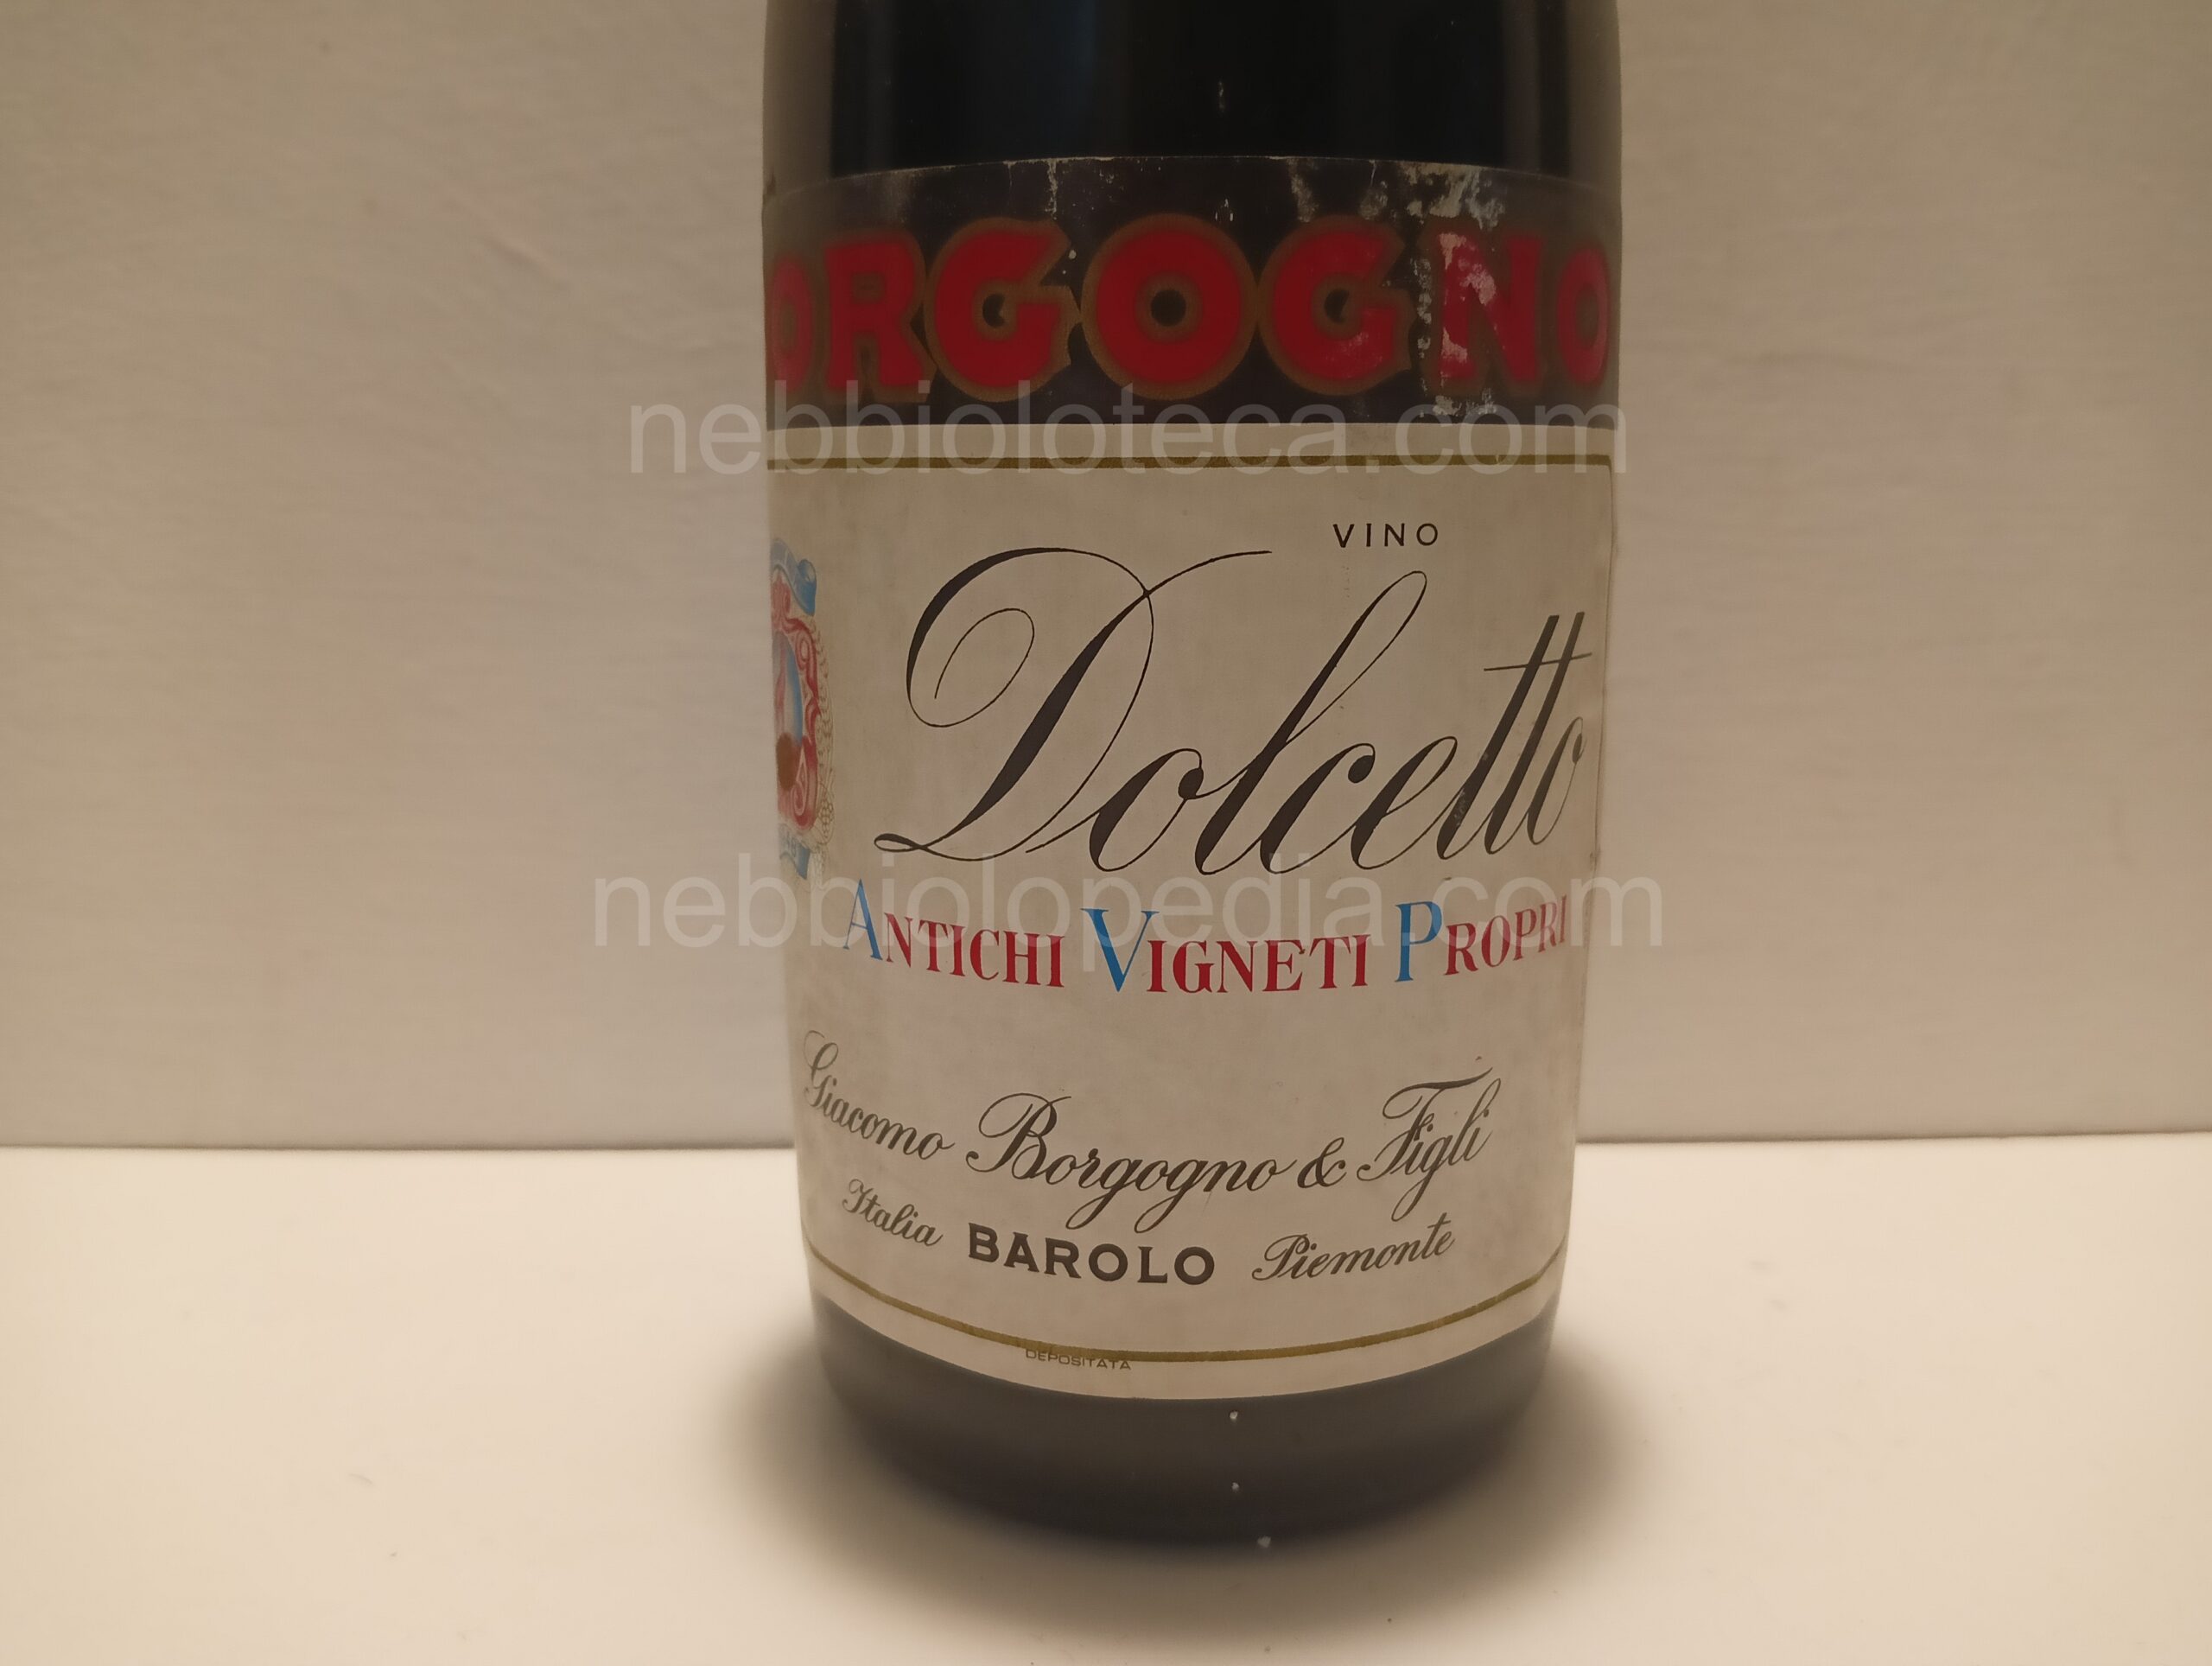 ORGOGNO
nebbioloteca.com
VINO
Dolcetto
nebbiolopedia.com
ANTICHI VIGNETI PROPRI
Giacomo Borgogno & Figli
Italia BAROLO Piemonte
DEPOSITATA